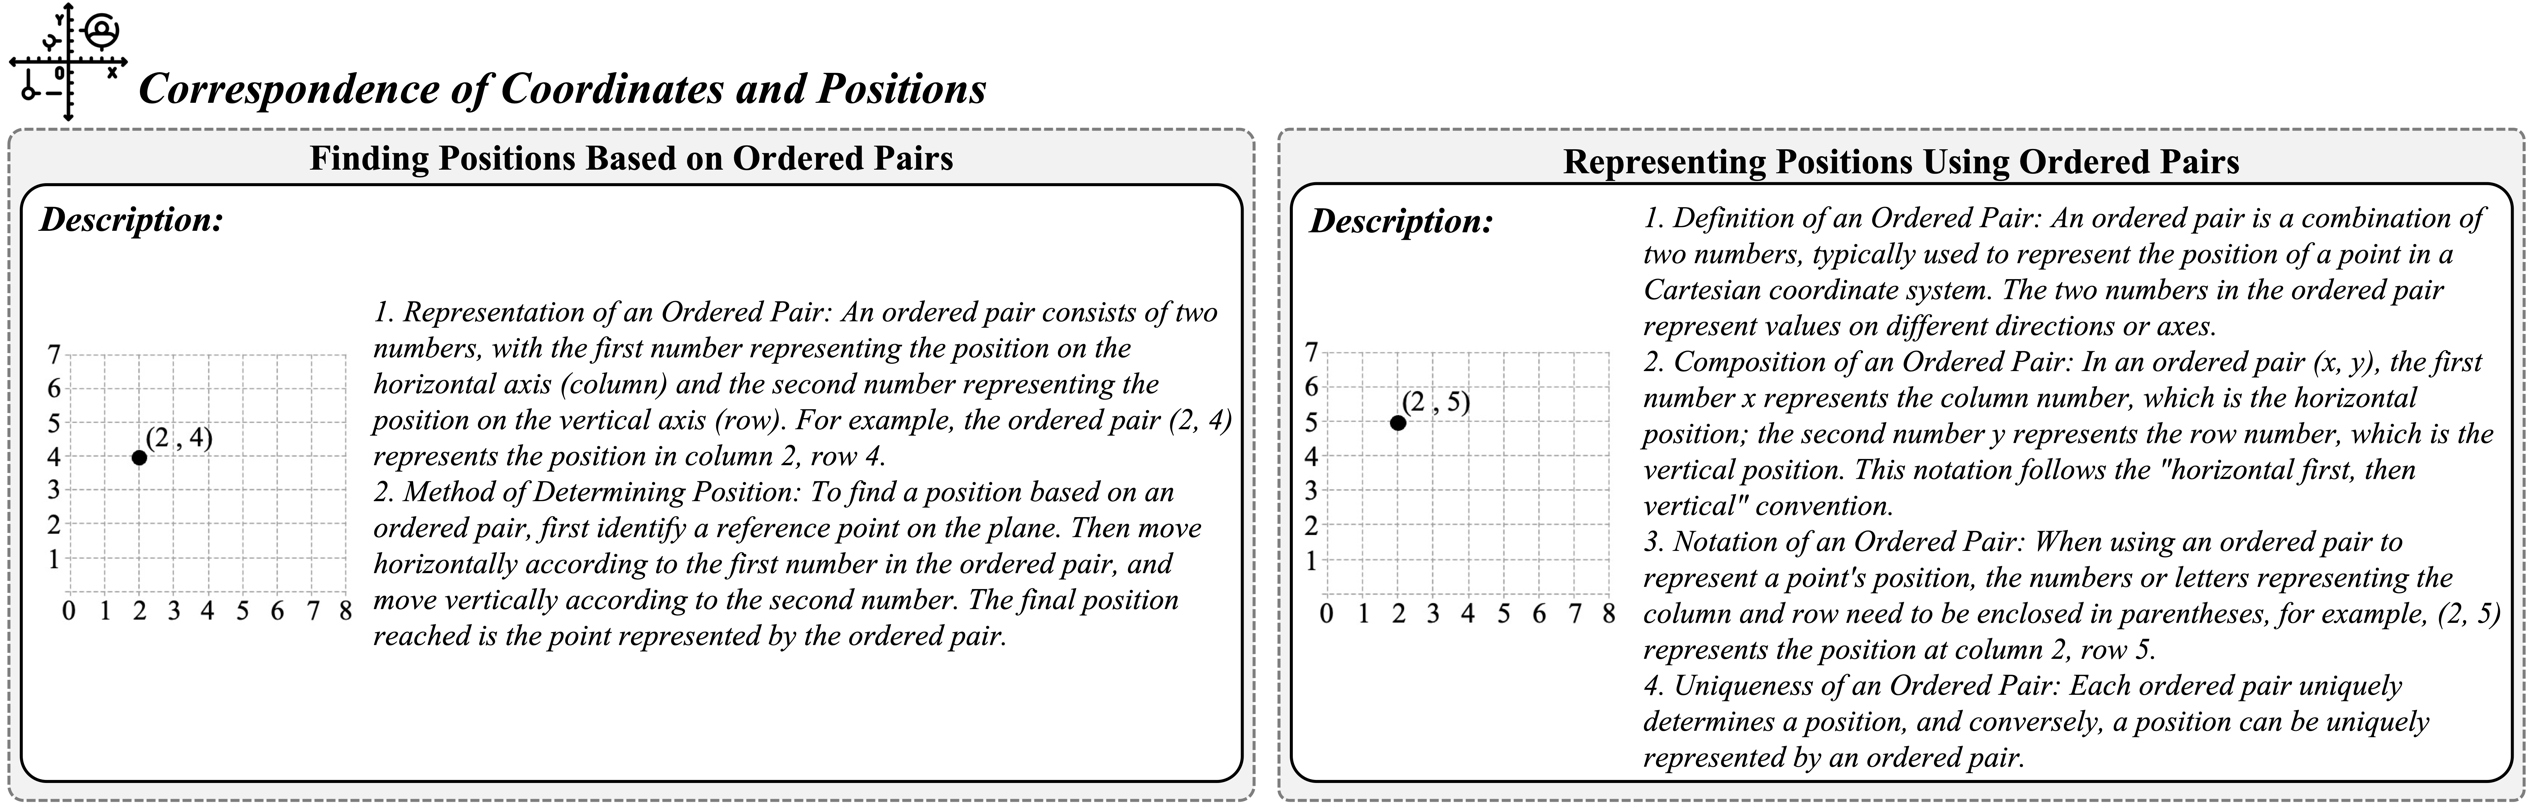 Y
0
X
Correspondence of Coordinates and Positions
Finding Positions Based on Ordered Pairs
Description:
7
6
5
4
3
2
1
(2 , 4)
0 1 2 3 4 5 6 7 8
1. Representation of an Ordered Pair: An ordered pair consists of two
numbers, with the first number representing the position on the
horizontal axis (column) and the second number representing the
position on the vertical axis (row). For example, the ordered pair (2, 4)
represents the position in column 2, row 4.
2. Method of Determining Position: To find a position based on an
ordered pair, first identify a reference point on the plane. Then move
horizontally according to the first number in the ordered pair, and
move vertically according to the second number. The final position
reached is the point represented by the ordered pair.
Representing Positions Using Ordered Pairs
Description:
7
6
5
4
3
2
1
(2 , 5)
0 1 2 3 4 5 6 7 8
1. Definition of an Ordered Pair: An ordered pair is a combination of
two numbers, typically used to represent the position of a point in a
Cartesian coordinate system. The two numbers in the ordered pair
represent values on different directions or axes.
2. Composition of an Ordered Pair: In an ordered pair (x, y), the first
number x represents the column number, which is the horizontal
position; the second number y represents the row number, which is the
vertical position. This notation follows the "horizontal first, then
vertical" convention.
3. Notation of an Ordered Pair: When using an ordered pair to
represent a point's position, the numbers or letters representing the
column and row need to be enclosed in parentheses, for example, (2, 5)
represents the position at column 2, row 5.
4. Uniqueness of an Ordered Pair: Each ordered pair uniquely
determines a position, and conversely, a position can be uniquely
represented by an ordered pair.